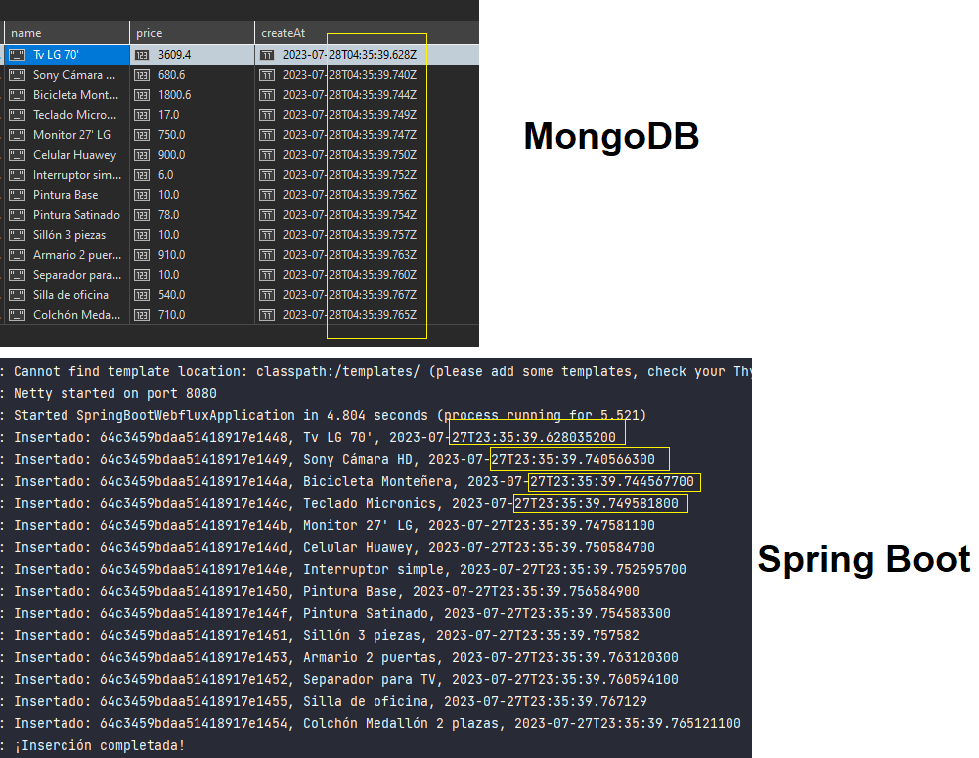 name price createAt
Tv LG 70' 3609.4 2023-07-28T04:35:39.628Z
Sony Cámara ... 680.6 2023-07-28T04:35:39.740Z
Bicicleta Mont... 1800.6 2023-07-28T04:35:39.744Z
Teclado Micro... 17.0 2023-07-28T04:35:39.749Z
Monitor 27' LG 750.0 2023-07-28T04:35:39.747Z
Celular Huawey 900.0 2023-07-28T04:35:39.750Z
Interruptor sim... 6.0 2023-07-28T04:35:39.752Z
Pintura Base 10.0 2023-07-28T04:35:39.756Z
Pintura Satinado 78.0 2023-07-28T04:35:39.754Z
Sillón 3 piezas 10.0 2023-07-28T04:35:39.757Z
Armario 2 puer... 910.0 2023-07-28T04:35:39.763Z
Separador para... 10.0 2023-07-28T04:35:39.760Z
Silla de oficina 540.0 2023-07-28T04:35:39.767Z
Colchón Meda... 710.0 2023-07-28T04:35:39.765Z
MongoDB
: Cannot find template location: classpath:/templates/ (please add some templates, check your Thy
: Netty started on port 8080
: Started SpringBootWebfluxApplication in 4.804 seconds (process running for 5.521)
: Insertado: 64c3459bdaa51418917e1448, Tv LG 70', 2023-07-27T23:35:39.628035200
: Insertado: 64c3459bdaa51418917e1449, Sony Cámara HD, 2023-07-27T23:35:39.740566300
: Insertado: 64c3459bdaa51418917e144a, Bicicleta Monteñera, 2023-07-27T23:35:39.744567700
: Insertado: 64c3459bdaa51418917e144c, Teclado Micronics, 2023-07-27T23:35:39.749581800
: Insertado: 64c3459bdaa51418917e144b, Monitor 27' LG, 2023-07-27T23:35:39.747581100
: Insertado: 64c3459bdaa51418917e144d, Celular Huawey, 2023-07-27T23:35:39.750584700
: Insertado: 64c3459bdaa51418917e144e, Interruptor simple, 2023-07-27T23:35:39.752595700
: Insertado: 64c3459bdaa51418917e1450, Pintura Base, 2023-07-27T23:35:39.756584900
: Insertado: 64c3459bdaa51418917e144f, Pintura Satinado, 2023-07-27T23:35:39.754583300
: Insertado: 64c3459bdaa51418917e1451, Sillón 3 piezas, 2023-07-27T23:35:39.757582
: Insertado: 64c3459bdaa51418917e1453, Armario 2 puertas, 2023-07-27T23:35:39.763120300
: Insertado: 64c3459bdaa51418917e1452, Separador para TV, 2023-07-27T23:35:39.760594100
: Insertado: 64c3459bdaa51418917e1455, Silla de oficina, 2023-07-27T23:35:39.767129
: Insertado: 64c3459bdaa51418917e1454, Colchón Medallón 2 plazas, 2023-07-27T23:35:39.765121100
: ¡Inserción completada!
Spring Boot